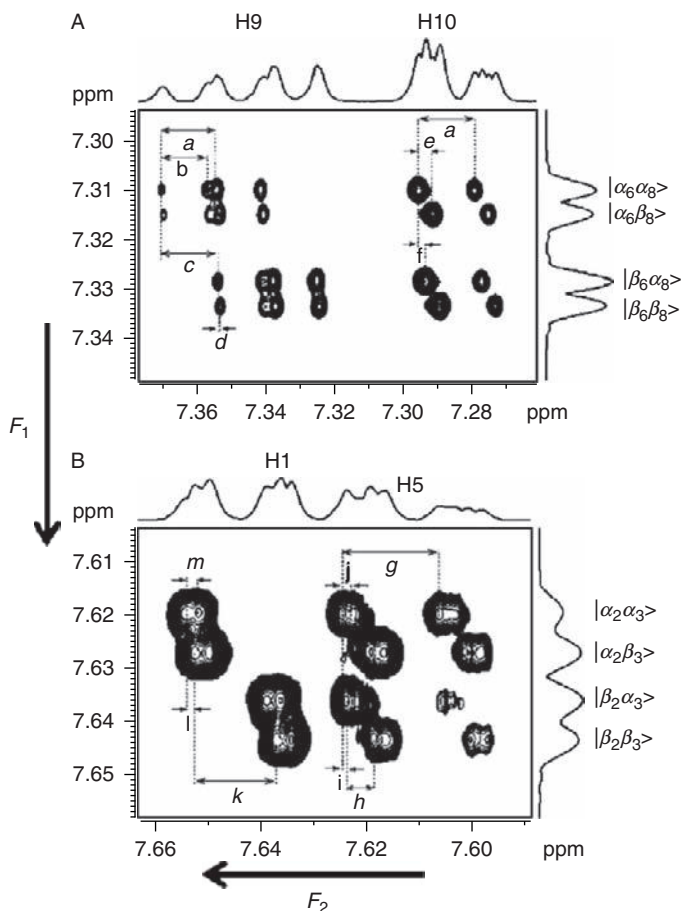 A
H9 H10
ppm
7.30
7.31
7.32
7.33
7.34
a
b
c
d
a
e
f
|α₆α₈>
|α₆β₈>
|β₆α₈>
|β₆β₈>
7.36 7.34 7.32 7.30 7.28 ppm
F₁
B
H1 H5
ppm
7.61
7.62
7.63
7.64
7.65
m
j
g
l
k
i
h
|α₂α₃>
|α₂β₃>
|β₂α₃>
|β₂β₃>
7.66 7.64 7.62 7.60 ppm
F₂